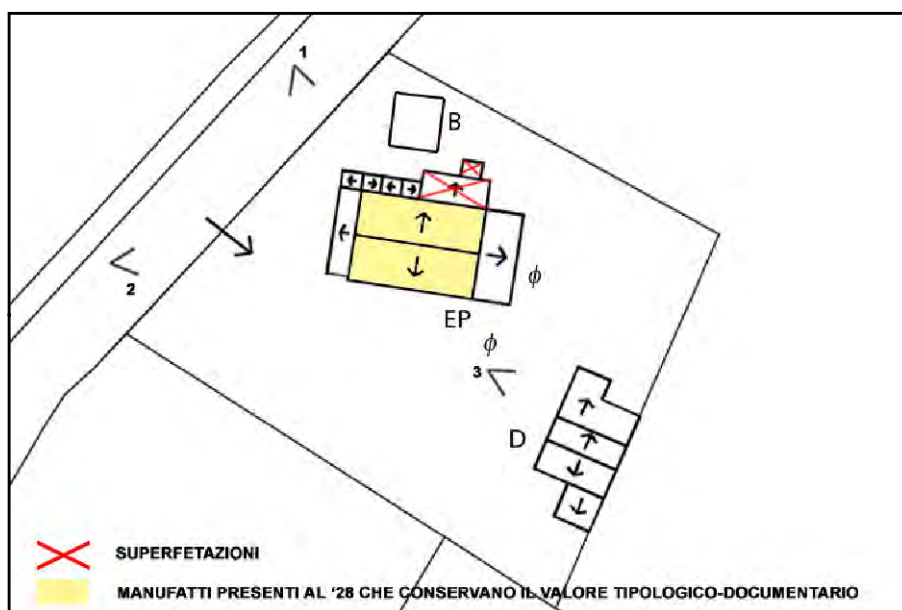 1
B
2
ϕ
EP
ϕ
3
D
SUPERFETAZIONI
MANUFATTI PRESENTI AL '28 CHE CONSERVANO IL VALORE TIPOLOGICO-DOCUMENTARIO